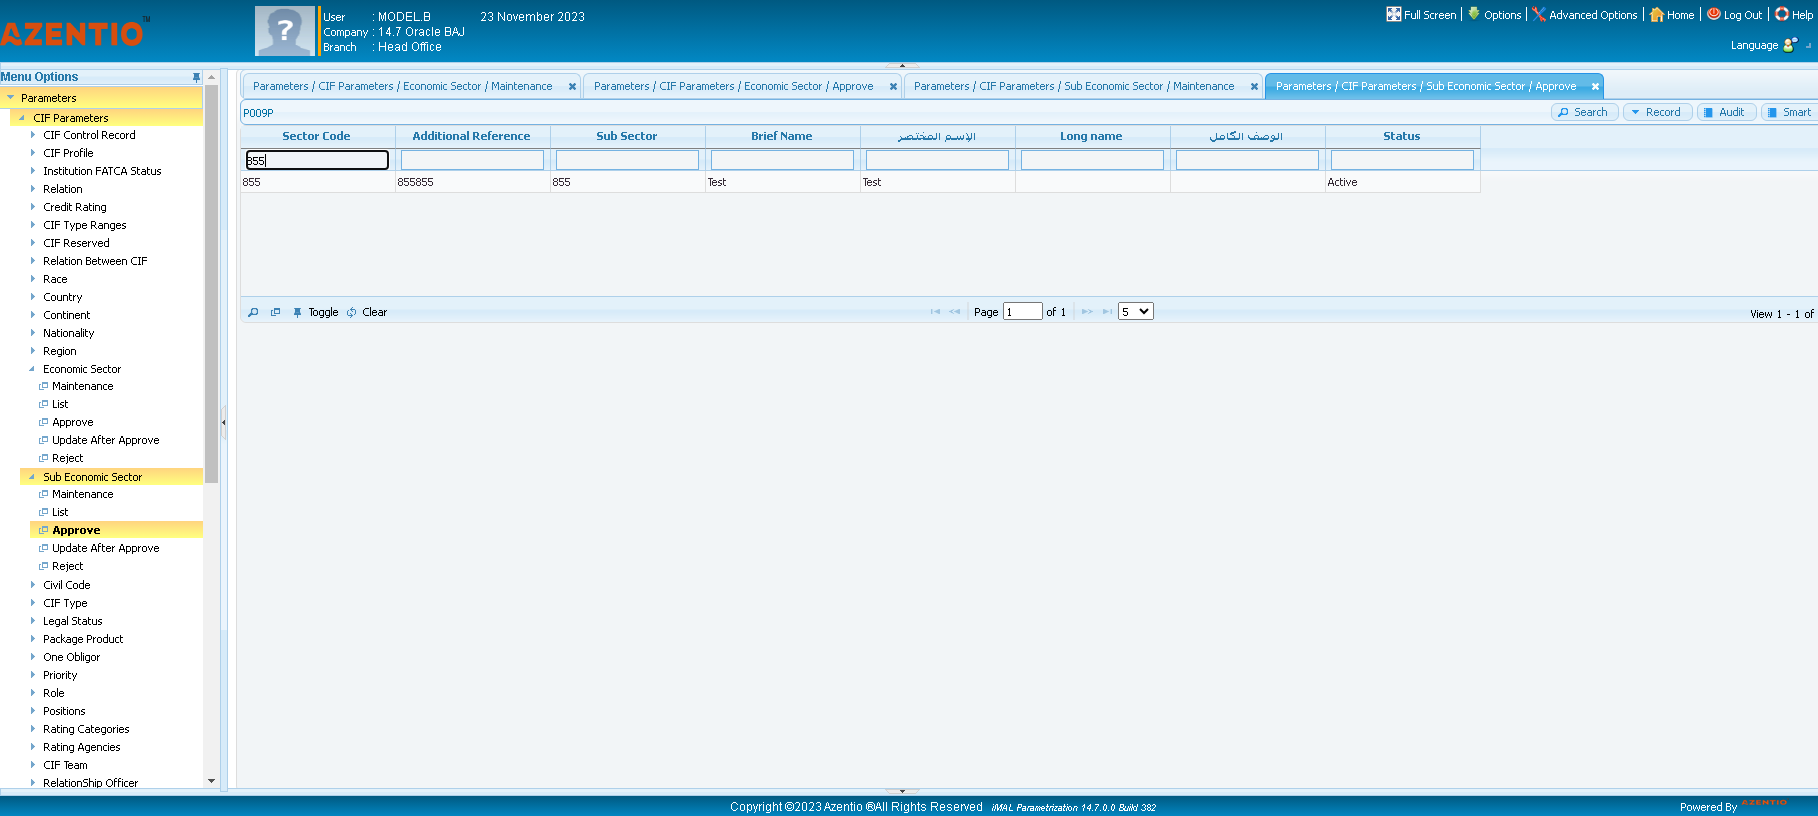 AZENTIO™
User : MODEL.B 23 November 2023
Company : 14.7 Oracle BAJ
Branch : Head Office
Full Screen Options Advanced Options Home Log Out Help
Language
Menu Options
Parameters
CIF Parameters
CIF Control Record
CIF Profile
Institution FATCA Status
Relation
Credit Rating
CIF Type Ranges
CIF Reserved
Relation Between CIF
Race
Country
Continent
Nationality
Region
Economic Sector
Maintenance
List
Approve
Update After Approve
Reject
Sub Economic Sector
Maintenance
List
Approve
Update After Approve
Reject
Civil Code
CIF Type
Legal Status
Package Product
One Obligor
Priority
Role
Positions
Rating Categories
Rating Agencies
CIF Team
RelationShip Officer
Parameters / CIF Parameters / Economic Sector / Maintenance
Parameters / CIF Parameters / Economic Sector / Approve
Parameters / CIF Parameters / Sub Economic Sector / Maintenance
Parameters / CIF Parameters / Sub Economic Sector / Approve
P009P
Search Record Audit Smart
Sector Code Additional Reference Sub Sector Brief Name الإسم المختصر Long name الوصف الكامل Status
855
855 855855 855 Test Test Active
Toggle Clear
Page 1 of 1 5
View 1 - 1 of
Copyright ©2023 Azentio ®All Rights Reserved iMAL Parametrization 14.7.0.0 Build 382
Powered By AZENTIO